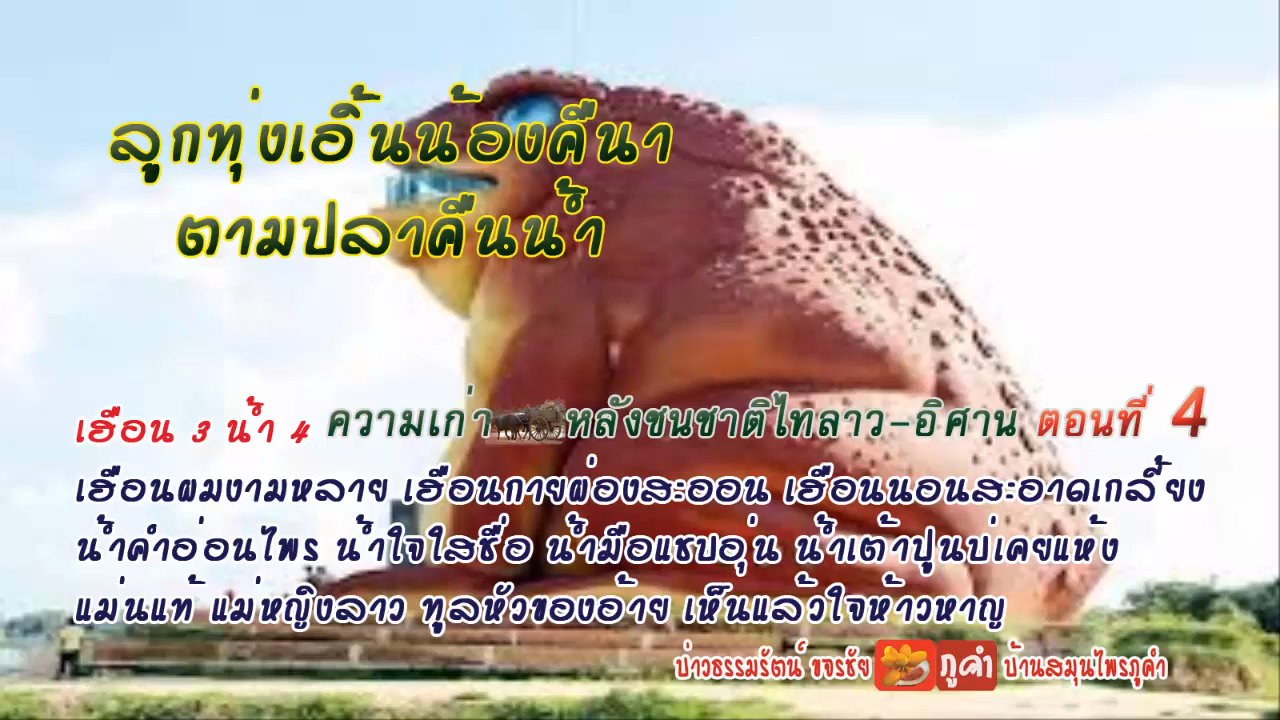 ลูกทุ่งเอิ้นน้องคืนนา
ตามปลาคืนน้ำ
เฮือน 3 น้ำ 4 ความเก่าหลังชนชาติไทลาว-อิศาน ตอนที่ 4
เฮือนผมงามหลาย เฮือนกายผ่องสะออน เฮือนนอนสะอาดเกลี้ยง
น้ำคำอ่อนไพร น้ำใจใสซื่อ น้ำมือแซปอุ่น น้ำเต้าปูนบ่เคยแห้ง
แม่นแท้ แม่หญิงลาว ทูลหัวของอ้าย เห็นแล้วใจห้าวหาญ
บ่าวธรรมรัตน์ ขจรชัย ภูคำ บ้านสมุนไพรภูคำ